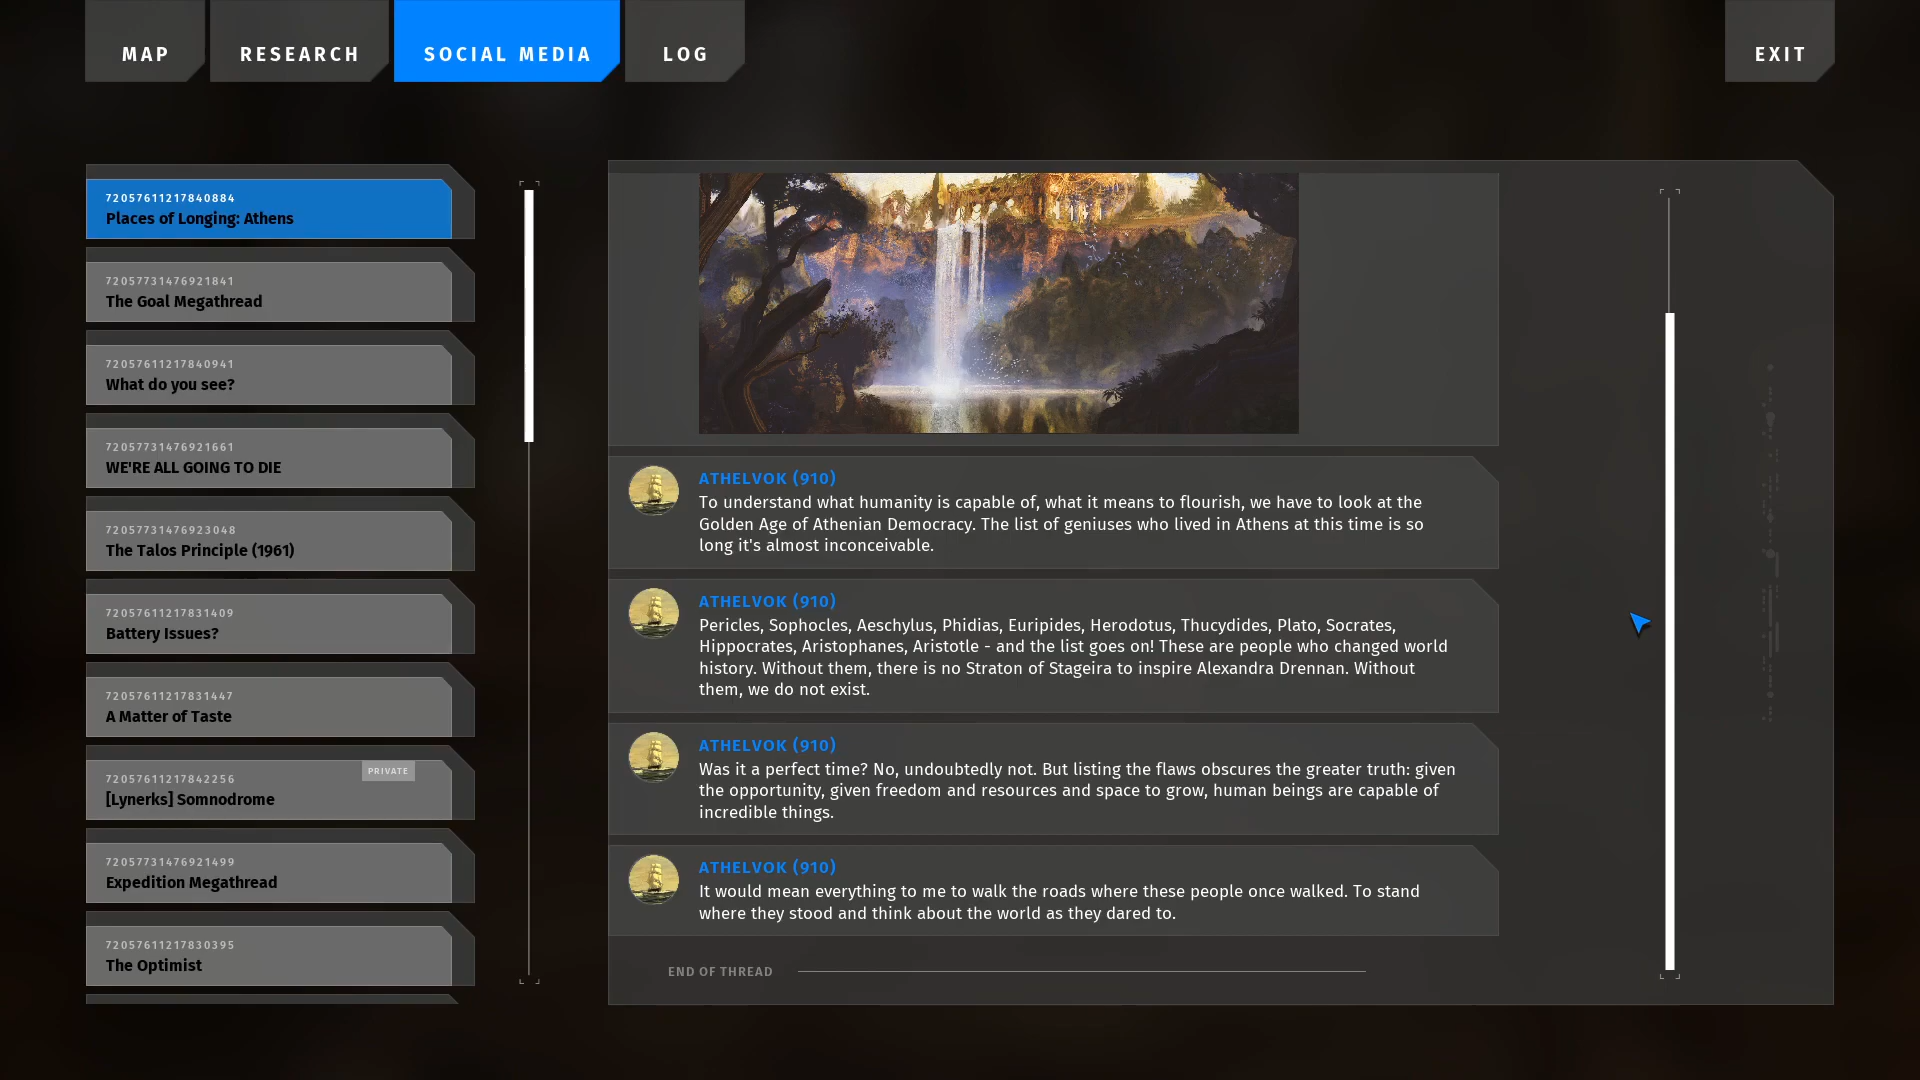 MAP
RESEARCH
SOCIAL MEDIA
LOG
EXIT
72057611217840884
Places of Longing: Athens
72057731476921841
The Goal Megathread
72057611217840941
What do you see?
72057731476921661
WE'RE ALL GOING TO DIE
72057731476923048
The Talos Principle (1961)
72057611217831409
Battery Issues?
72057611217831447
A Matter of Taste
PRIVATE
72057611217842256
[Lynerks] Somnodrome
72057731476921499
Expedition Megathread
72057611217830395
The Optimist
ATHELVOK (910)
To understand what humanity is capable of, what it means to flourish, we have to look at the
Golden Age of Athenian Democracy. The list of geniuses who lived in Athens at this time is so
long it's almost inconceivable.
ATHELVOK (910)
Pericles, Sophocles, Aeschylus, Phidias, Euripides, Herodotus, Thucydides, Plato, Socrates,
Hippocrates, Aristophanes, Aristotle - and the list goes on! These are people who changed world
history. Without them, there is no Straton of Stageira to inspire Alexandra Drennan. Without
them, we do not exist.
ATHELVOK (910)
Was it a perfect time? No, undoubtedly not. But listing the flaws obscures the greater truth: given
the opportunity, given freedom and resources and space to grow, human beings are capable of
incredible things.
ATHELVOK (910)
It would mean everything to me to walk the roads where these people once walked. To stand
where they stood and think about the world as they dared to.
END OF THREAD